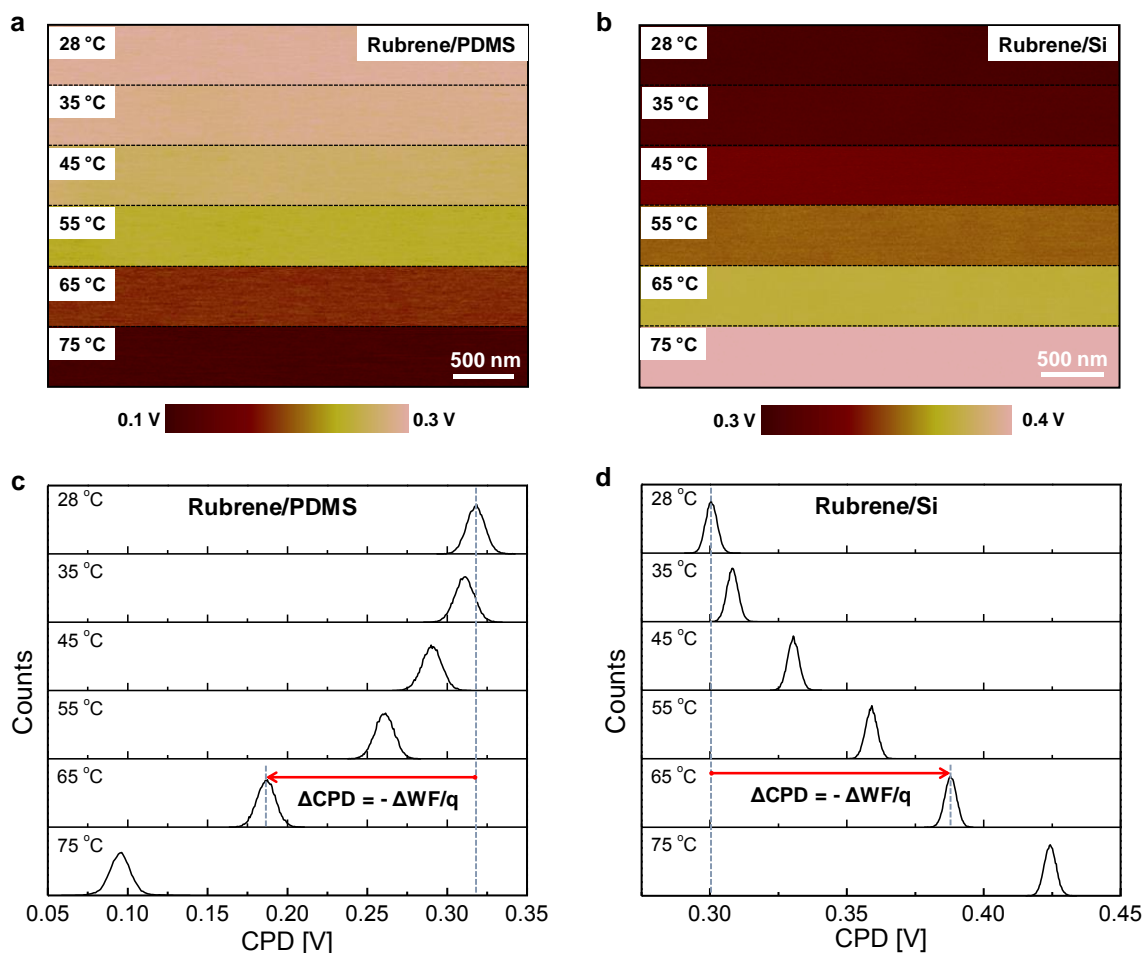 a
28 °C
Rubrene/PDMS
35 °C
45 °C
55 °C
65 °C
75 °C
500 nm
0.1 V
0.3 V
b
28 °C
Rubrene/Si
35 °C
45 °C
55 °C
65 °C
75 °C
500 nm
0.3 V
0.4 V
c
28 °C
Rubrene/PDMS
35 °C
45 °C
55 °C
65 °C
ΔCPD = - ΔWF/q
75 °C
Counts
0.05 0.10 0.15 0.20 0.25 0.30 0.35
CPD [V]
d
28 °C
Rubrene/Si
35 °C
45 °C
55 °C
65 °C
ΔCPD = - ΔWF/q
75 °C
Counts
0.30 0.35 0.40 0.45
CPD [V]